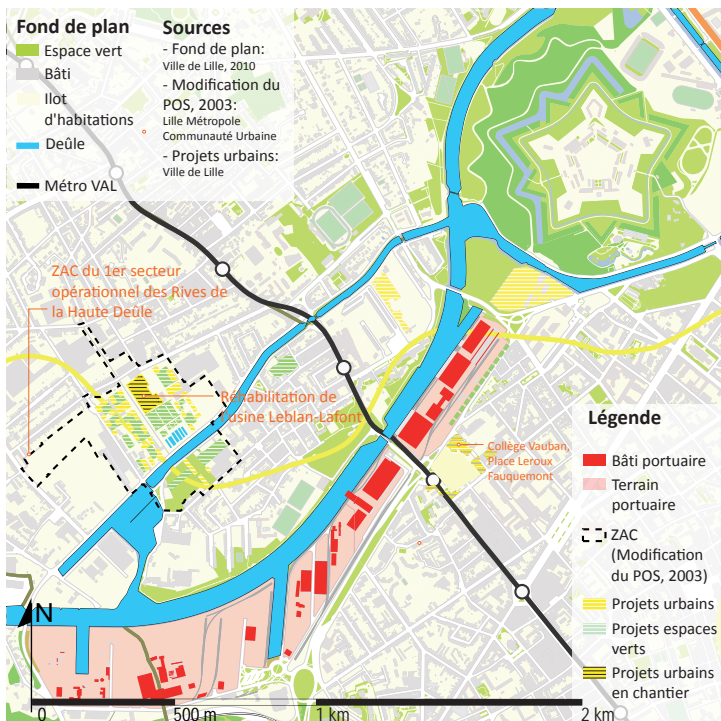 Fond de plan
Espace vert
Bâti
Ilot
d'habitations
Deûle
Métro VAL
Sources
- Fond de plan:
Ville de Lille, 2010
- Modification du
POS, 2003:
Lille Métropole
Communauté Urbaine
- Projets urbains:
Ville de Lille
ZAC du 1er secteur
opérationnel des Rives de
la Haute Deûle
Réhabilitation de
l'usine Leblan-Lafont
Collège Vauban,
Place Leroux
Fauquemont
Légende
Bâti portuaire
Terrain
portuaire
ZAC
(Modification
du POS, 2003)
Projets urbains
Projets espaces
verts
Projets urbains
en chantier
N
0 500 m 1 km 2 km